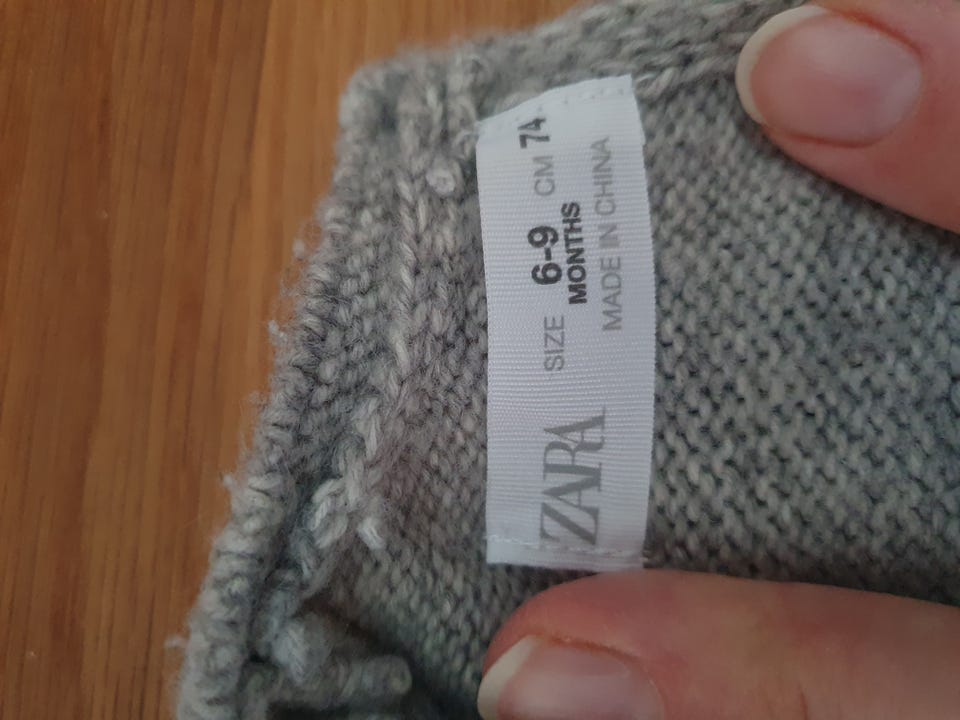 ZARA
SIZE 6-9 CM 74
MONTHS
MADE IN CHINA